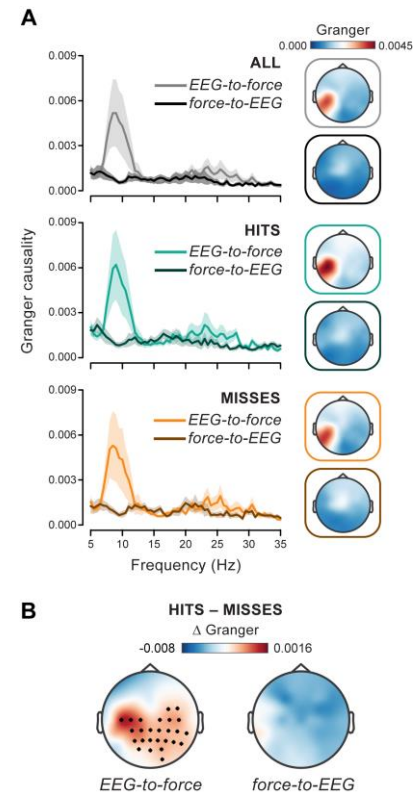 A
Granger
0.000 0.0045
0.009
0.006
0.003
0.000
ALL
EEG-to-force
force-to-EEG
Granger causality
0.009
0.006
0.003
0.000
HITS
EEG-to-force
force-to-EEG
0.009
0.006
0.003
0.000
MISSES
EEG-to-force
force-to-EEG
5 10 15 20 25 30 35
Frequency (Hz)
B
HITS – MISSES
Δ Granger
-0.008 0.0016
EEG-to-force force-to-EEG